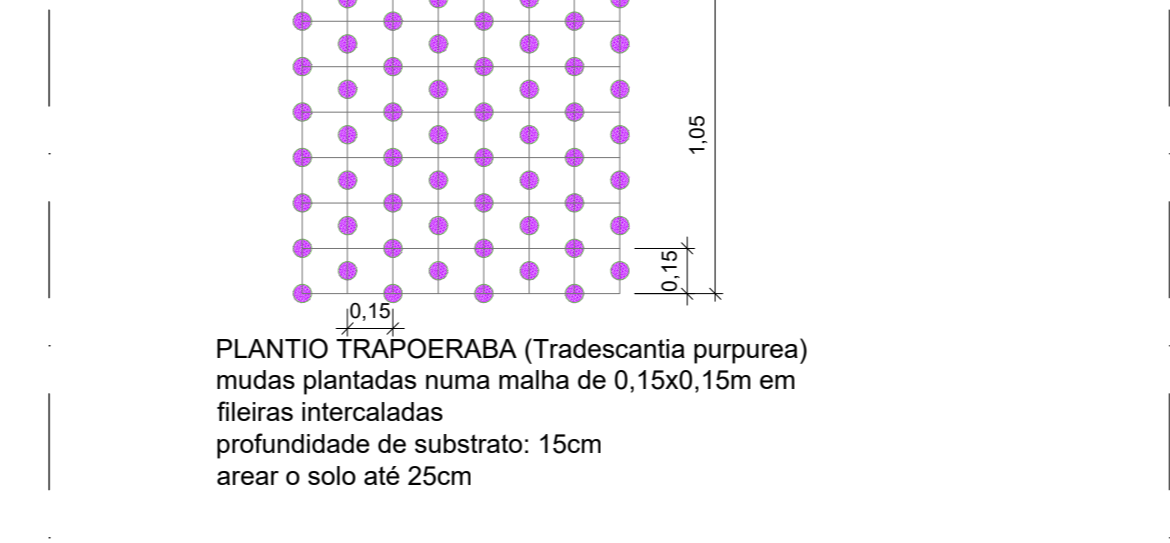 1,05
0,15
0,15
PLANTIO TRAPOERABA (Tradescantia purpurea)
mudas plantadas numa malha de 0,15x0,15m em
fileiras intercaladas
profundidade de substrato: 15cm
arear o solo até 25cm